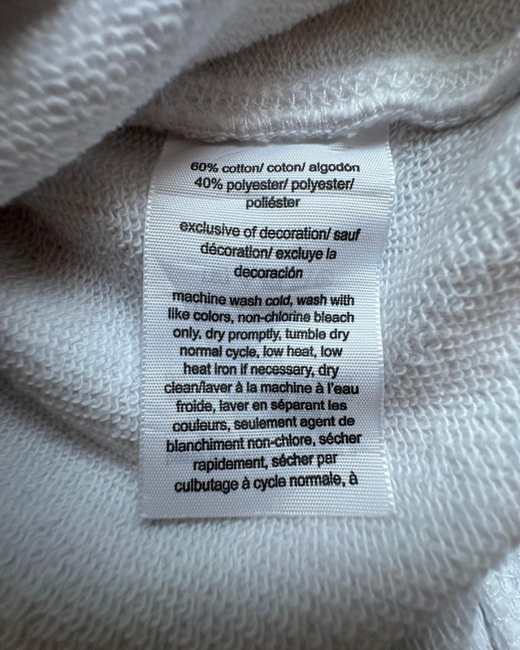 60% cotton/ coton/ algodón
40% polyester/ polyester/
poliéster
exclusive of decoration/ sauf
décoration/ excluye la
decoración
machine wash cold, wash with
like colors, non-chlorine bleach
only, dry promptly, tumble dry
normal cycle, low heat, low
heat iron if necessary, dry
clean/laver à la machine à l'eau
froide, laver en séparant les
couleurs, seulement agent de
blanchiment non-chlore, sécher
rapidement, sécher par
culbutage à cycle normale, à